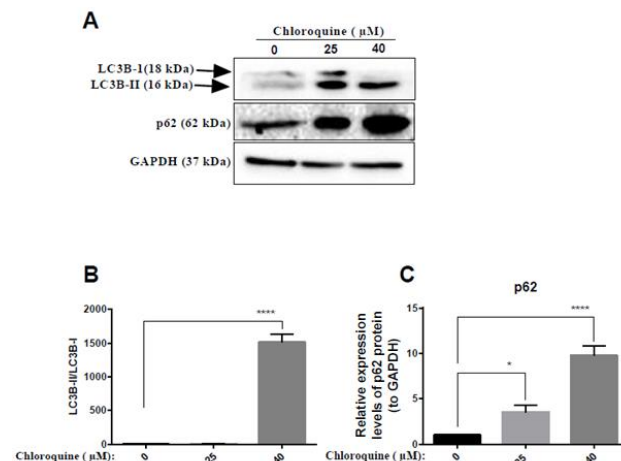 A
Chloroquine ( µM)
0 25 40
LC3B-1(18 kDa)
LC3B-II (16 kDa)
p62 (62 kDa)
GAPDH (37 kDa)
B
LC3B-II/LC3B-I
2000
1500
1000
500
0
****
Chloroquine ( µM):
0 25 40
C
p62
Relative expression
levels of p62 protein
(to GAPDH)
15
10
5
0
*
****
Chloroquine ( µM):
0 25 40